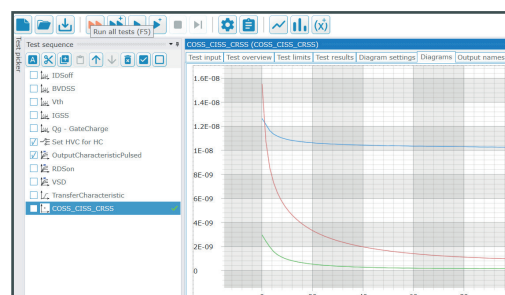 Run all tests (F5)
Test picker
Test sequence
IDSoff
BVDSS
Vth
IGSS
Qg - GateCharge
Set HVC for HC
OutputCharacteristicPulsed
RDSon
VSD
TransferCharacteristic
COSS_CISS_CRSS
COSS_CISS_CRSS (COSS_CISS_CRSS)
Test input Test overview Test limits Test results Diagram settings Diagrams Output names
1.6E-08
1.4E-08
1.2E-08
1E-08
8E-09
6E-09
4E-09
2E-09
0